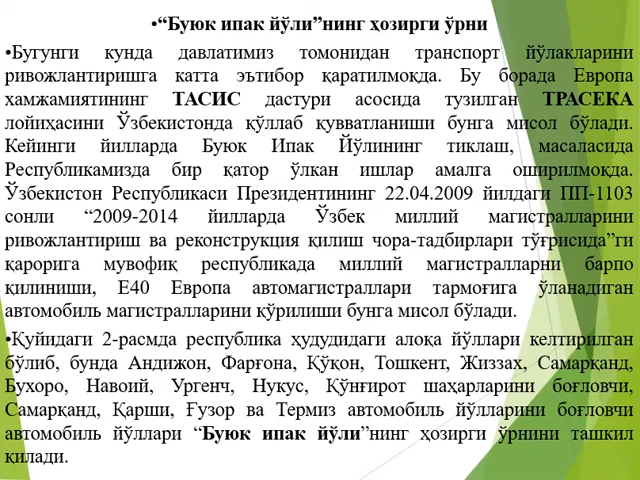 •“Буюк ипак йўли”нинг ҳозирги ўрни
•Бугунги кунда давлатимиз томонидан транспорт йўлакларини
ривожлантиришга катта эътибор қаратилмоқда. Бу борада Европа
хамжамиятининг ТАСИС дастури асосида тузилган ТРАСЕКА
лойиҳасини Ўзбекистонда қўллаб қувватланиши бунга мисол бўлади.
Кейинги йилларда Буюк Ипак Йўлининг тиклаш, масаласида
Республикамизда бир қатор ўлкан ишлар амалга оширилмоқда.
Ўзбекистон Республикаси Президентининг 22.04.2009 йилдаги ПП-1103
сонли “2009-2014 йилларда Ўзбек миллий магистралларини
ривожлантириш ва реконструкция қилиш чора-тадбирлари тўғрисида”ги
қарорига мувофиқ республикада миллий магистралларни барпо
қилиниши, Е40 Европа автомагистраллари тармоғига ўланадиган
автомобиль магистралларини қўрилиши бунга мисол бўлади.
•Қуйидаги 2-расмда республика ҳудудидаги алоқа йўллари келтирилган
бўлиб, бунда Андижон, Фарғона, Қўқон, Тошкент, Жиззах, Самарқанд,
Бухоро, Навоий, Ургенч, Нукус, Қўнғирот шаҳарларини боғловчи,
Самарқанд, Қарши, Ғузор ва Термиз автомобиль йўлларини боғловчи
автомобиль йўллари “Буюк ипак йўли”нинг ҳозирги ўрнини ташкил
қилади.